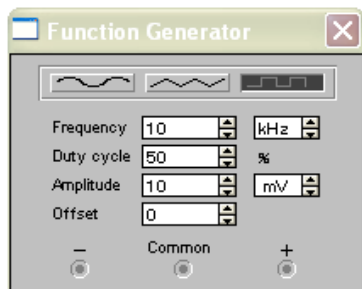 Function Generator
Frequency 10 kHz
Duty cycle 50 %
Amplitude 10 mV
Offset 0
− Common +